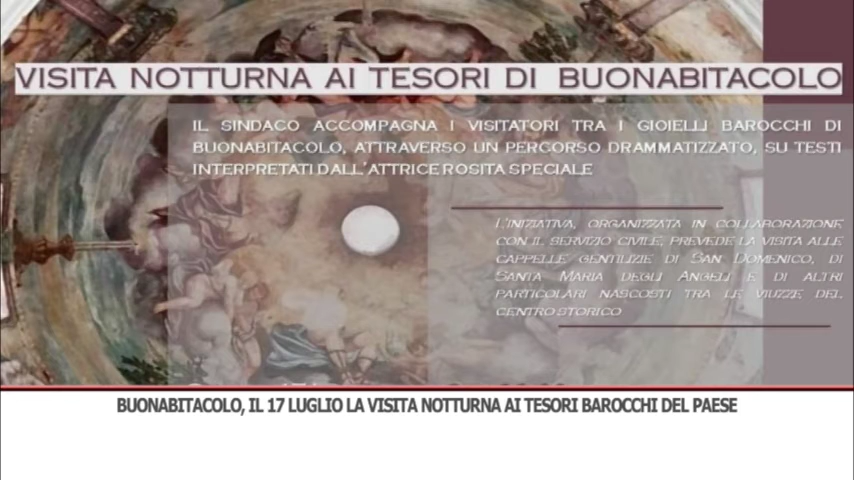 VISITA NOTTURNA AI TESORI DI BUONABITACOLO
IL SINDACO ACCOMPAGNA I VISITATORI TRA I GIOIELLI BAROCCHI DI
BUONABITACOLO, ATTRAVERSO UN PERCORSO DRAMMATIZZATO, SU TESTI
INTERPRETATI DALL'ATTRICE ROSITA SPECIALE
L'INIZIATIVA, ORGANIZZATA IN COLLABORAZIONE
CON IL SERVIZIO CIVILE, PREVEDE LA VISITA ALLE
CAPPELLE GENTILIZIE DI SAN DOMENICO, DI
SANTA MARIA DEGLI ANGELI E DI ALTRI
PARTICOLARI NASCOSTI TRA LE VIUZZE DEL
CENTRO STORICO
BUONABITACOLO, IL 17 LUGLIO LA VISITA NOTTURNA AI TESORI BAROCCHI DEL PAESE